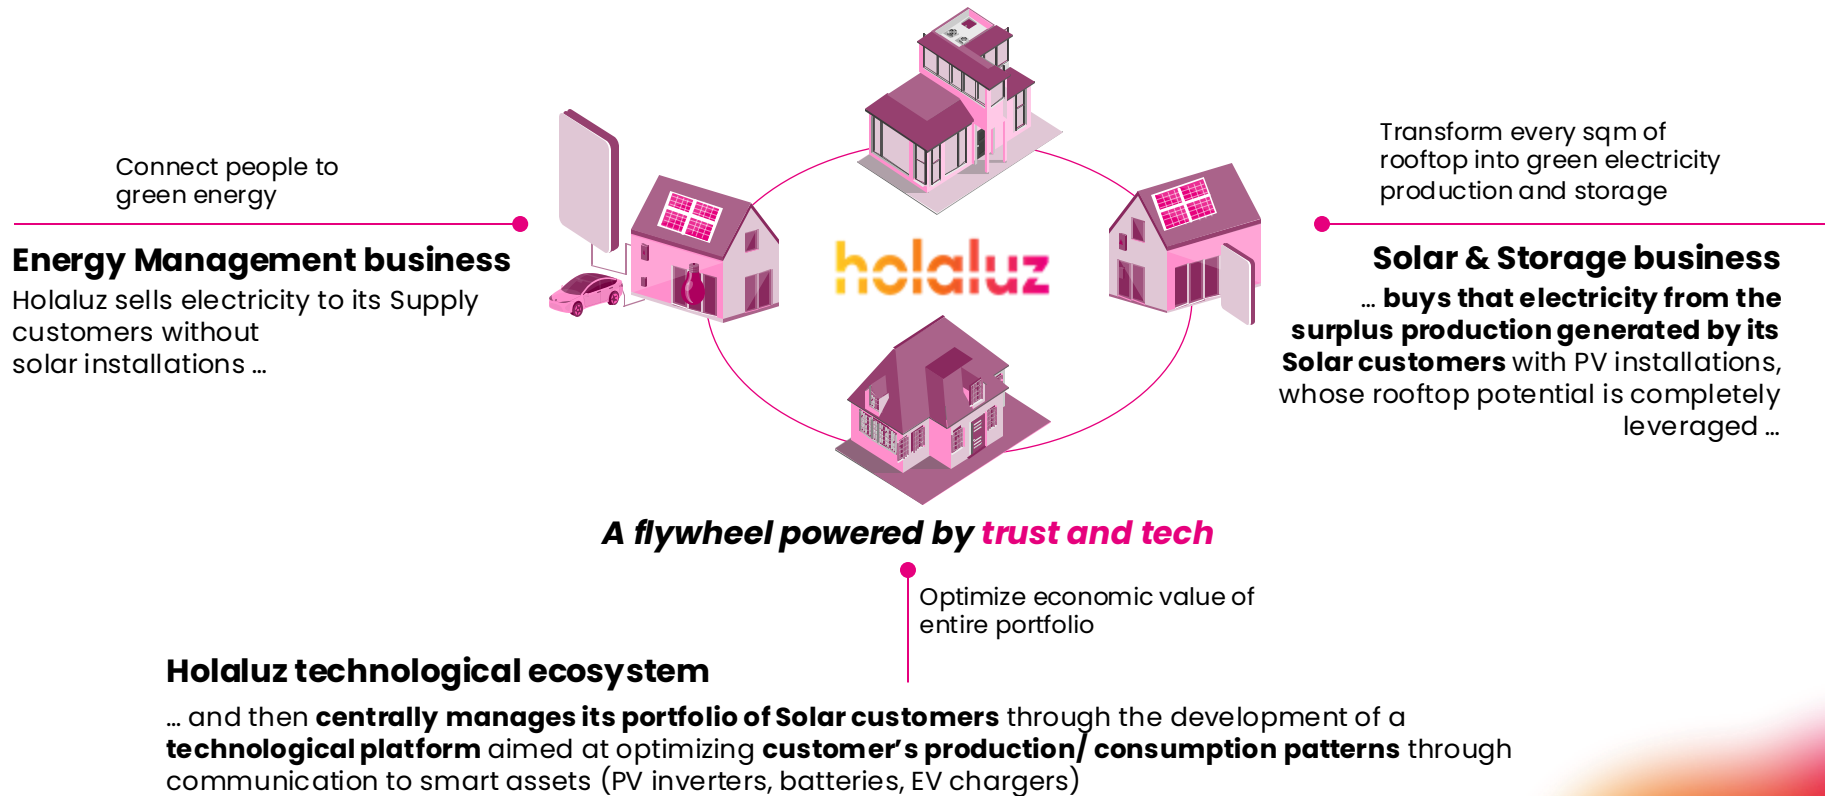 Connect people to
green energy
Energy Management business
Holaluz sells electricity to its Supply
customers without
solar installations ...
holaluz
Transform every sqm of
rooftop into green electricity
production and storage
Solar & Storage business
... buys that electricity from the
surplus production generated by its
Solar customers with PV installations,
whose rooftop potential is completely
leveraged ...
A flywheel powered by trust and tech
Optimize economic value of
entire portfolio
Holaluz technological ecosystem
... and then centrally manages its portfolio of Solar customers through the development of a
technological platform aimed at optimizing customer’s production/ consumption patterns through
communication to smart assets (PV inverters, batteries, EV chargers)